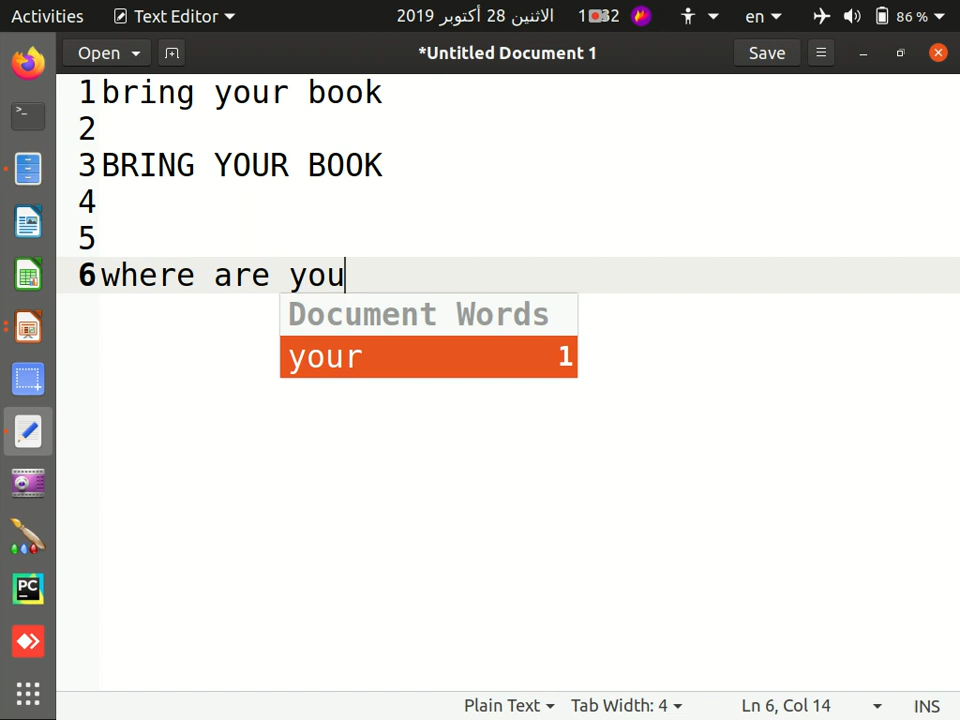 Activities Text Editor الاثنين 28 أكتوبر 2019 en 86 %
Open *Untitled Document 1 Save
1 bring your book
2
3 BRING YOUR BOOK
4
5
6 where are you
Document Words
your 1
PC
Plain Text Tab Width: 4 Ln 6, Col 14 INS